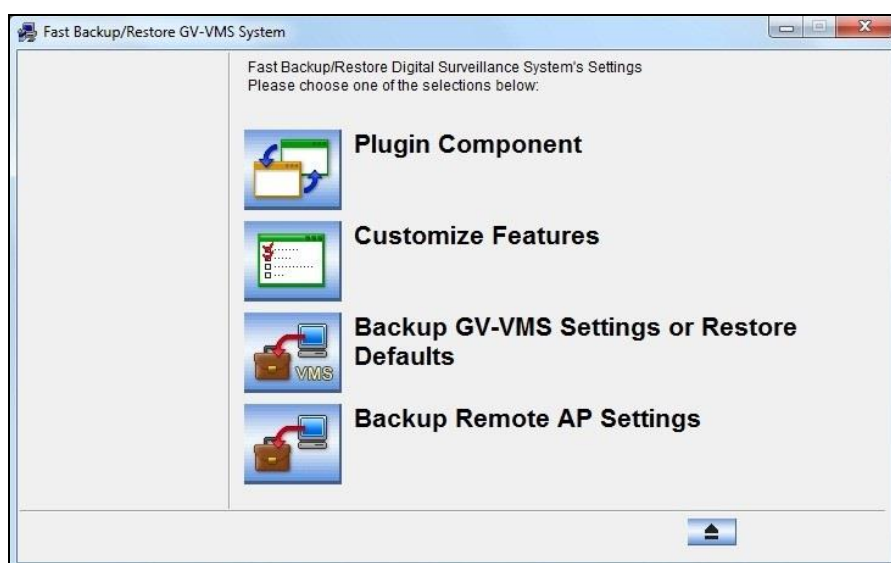 Fast Backup/Restore GV-VMS System
Fast Backup/Restore Digital Surveillance System's Settings
Please choose one of the selections below:
Plugin Component
Customize Features
Backup GV-VMS Settings or Restore
Defaults
VMS
Backup Remote AP Settings